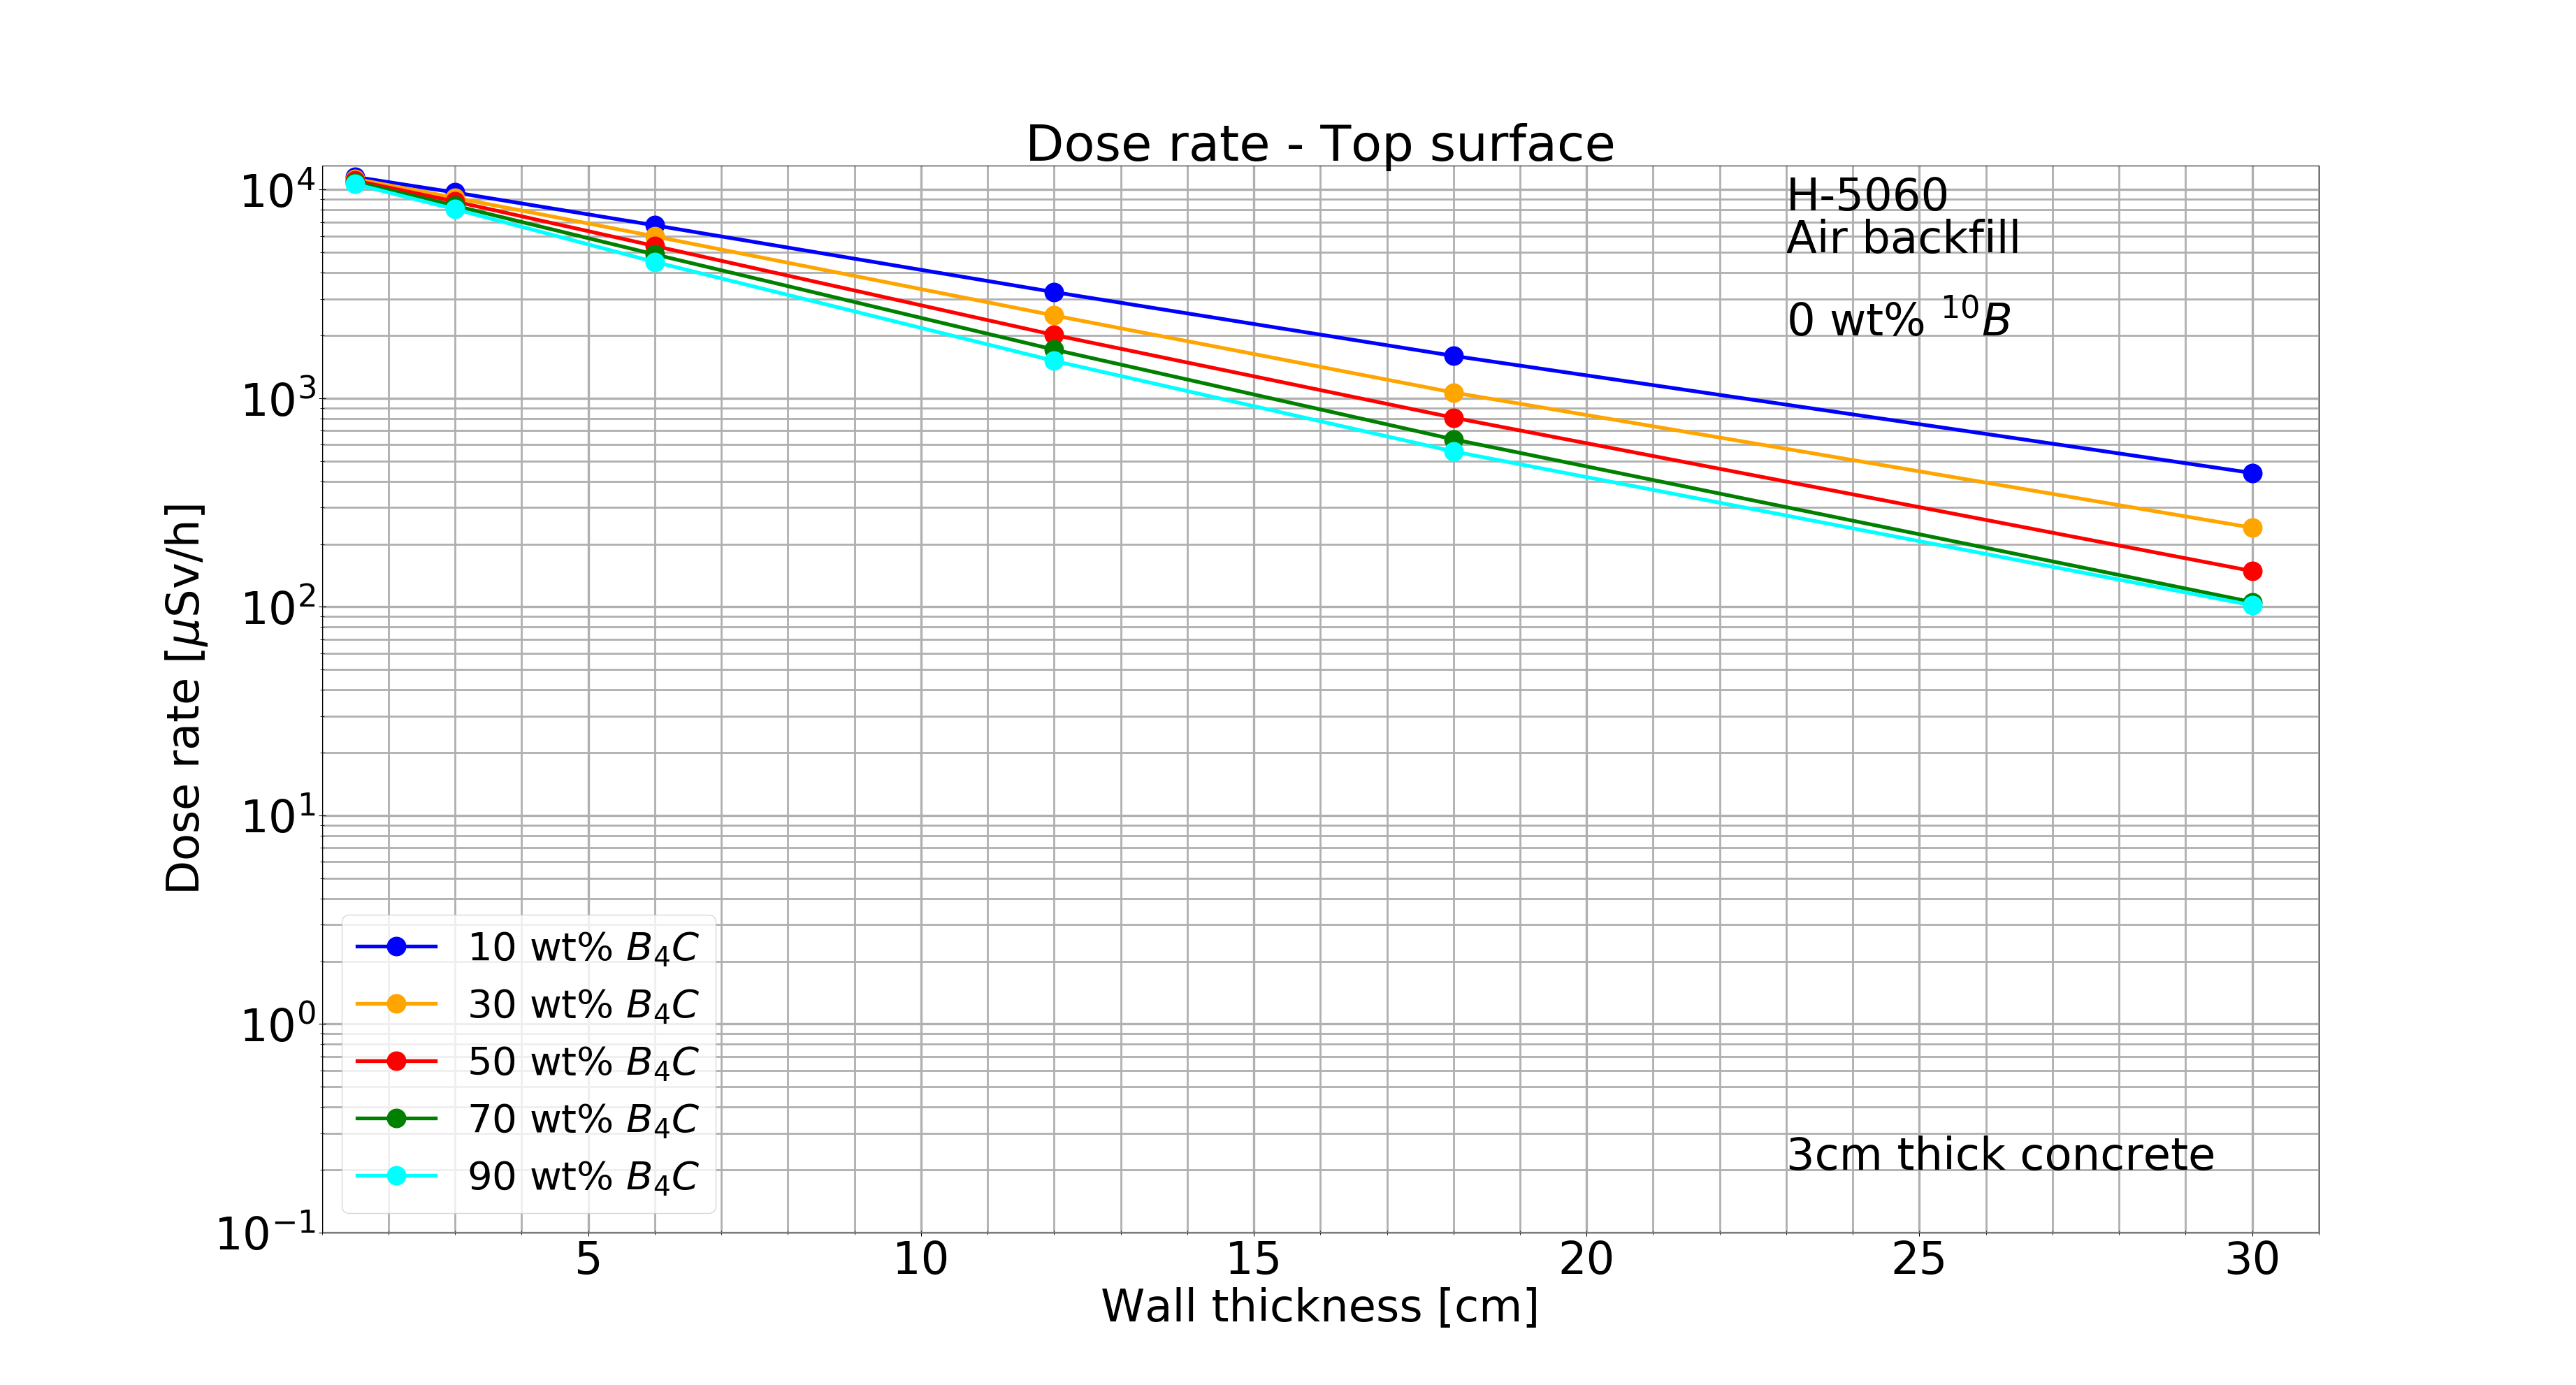 Dose rate - Top surface
H-5060
Air backfill
0 wt% ¹⁰B
10⁴
10³
10²
10¹
10⁰
10⁻¹
Dose rate [μSv/h]
10 wt% B₄C
30 wt% B₄C
50 wt% B₄C
70 wt% B₄C
90 wt% B₄C
3cm thick concrete
5 10 15 20 25 30
Wall thickness [cm]